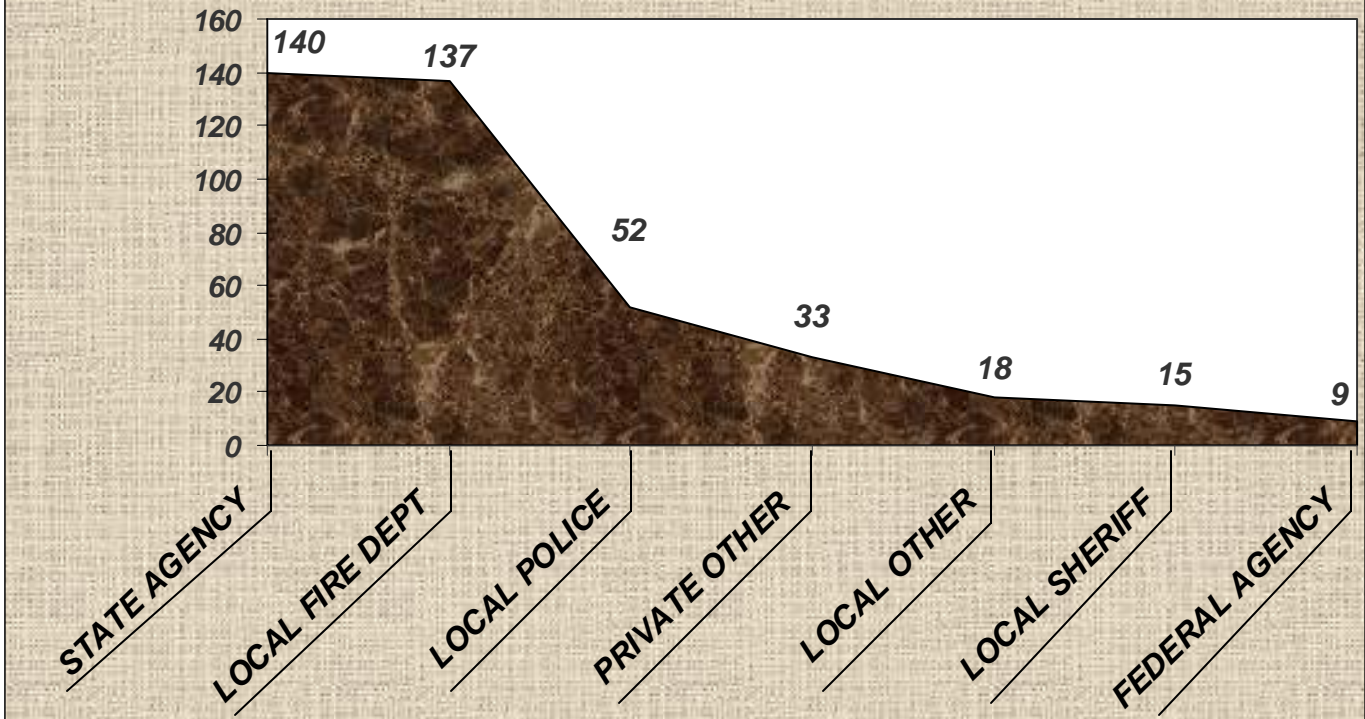 160
140
120
100
80
60
40
20
0
140
137
52
33
18
15
9
STATE AGENCY
LOCAL FIRE DEPT
LOCAL POLICE
PRIVATE OTHER
LOCAL OTHER
LOCAL SHERIFF
FEDERAL AGENCY